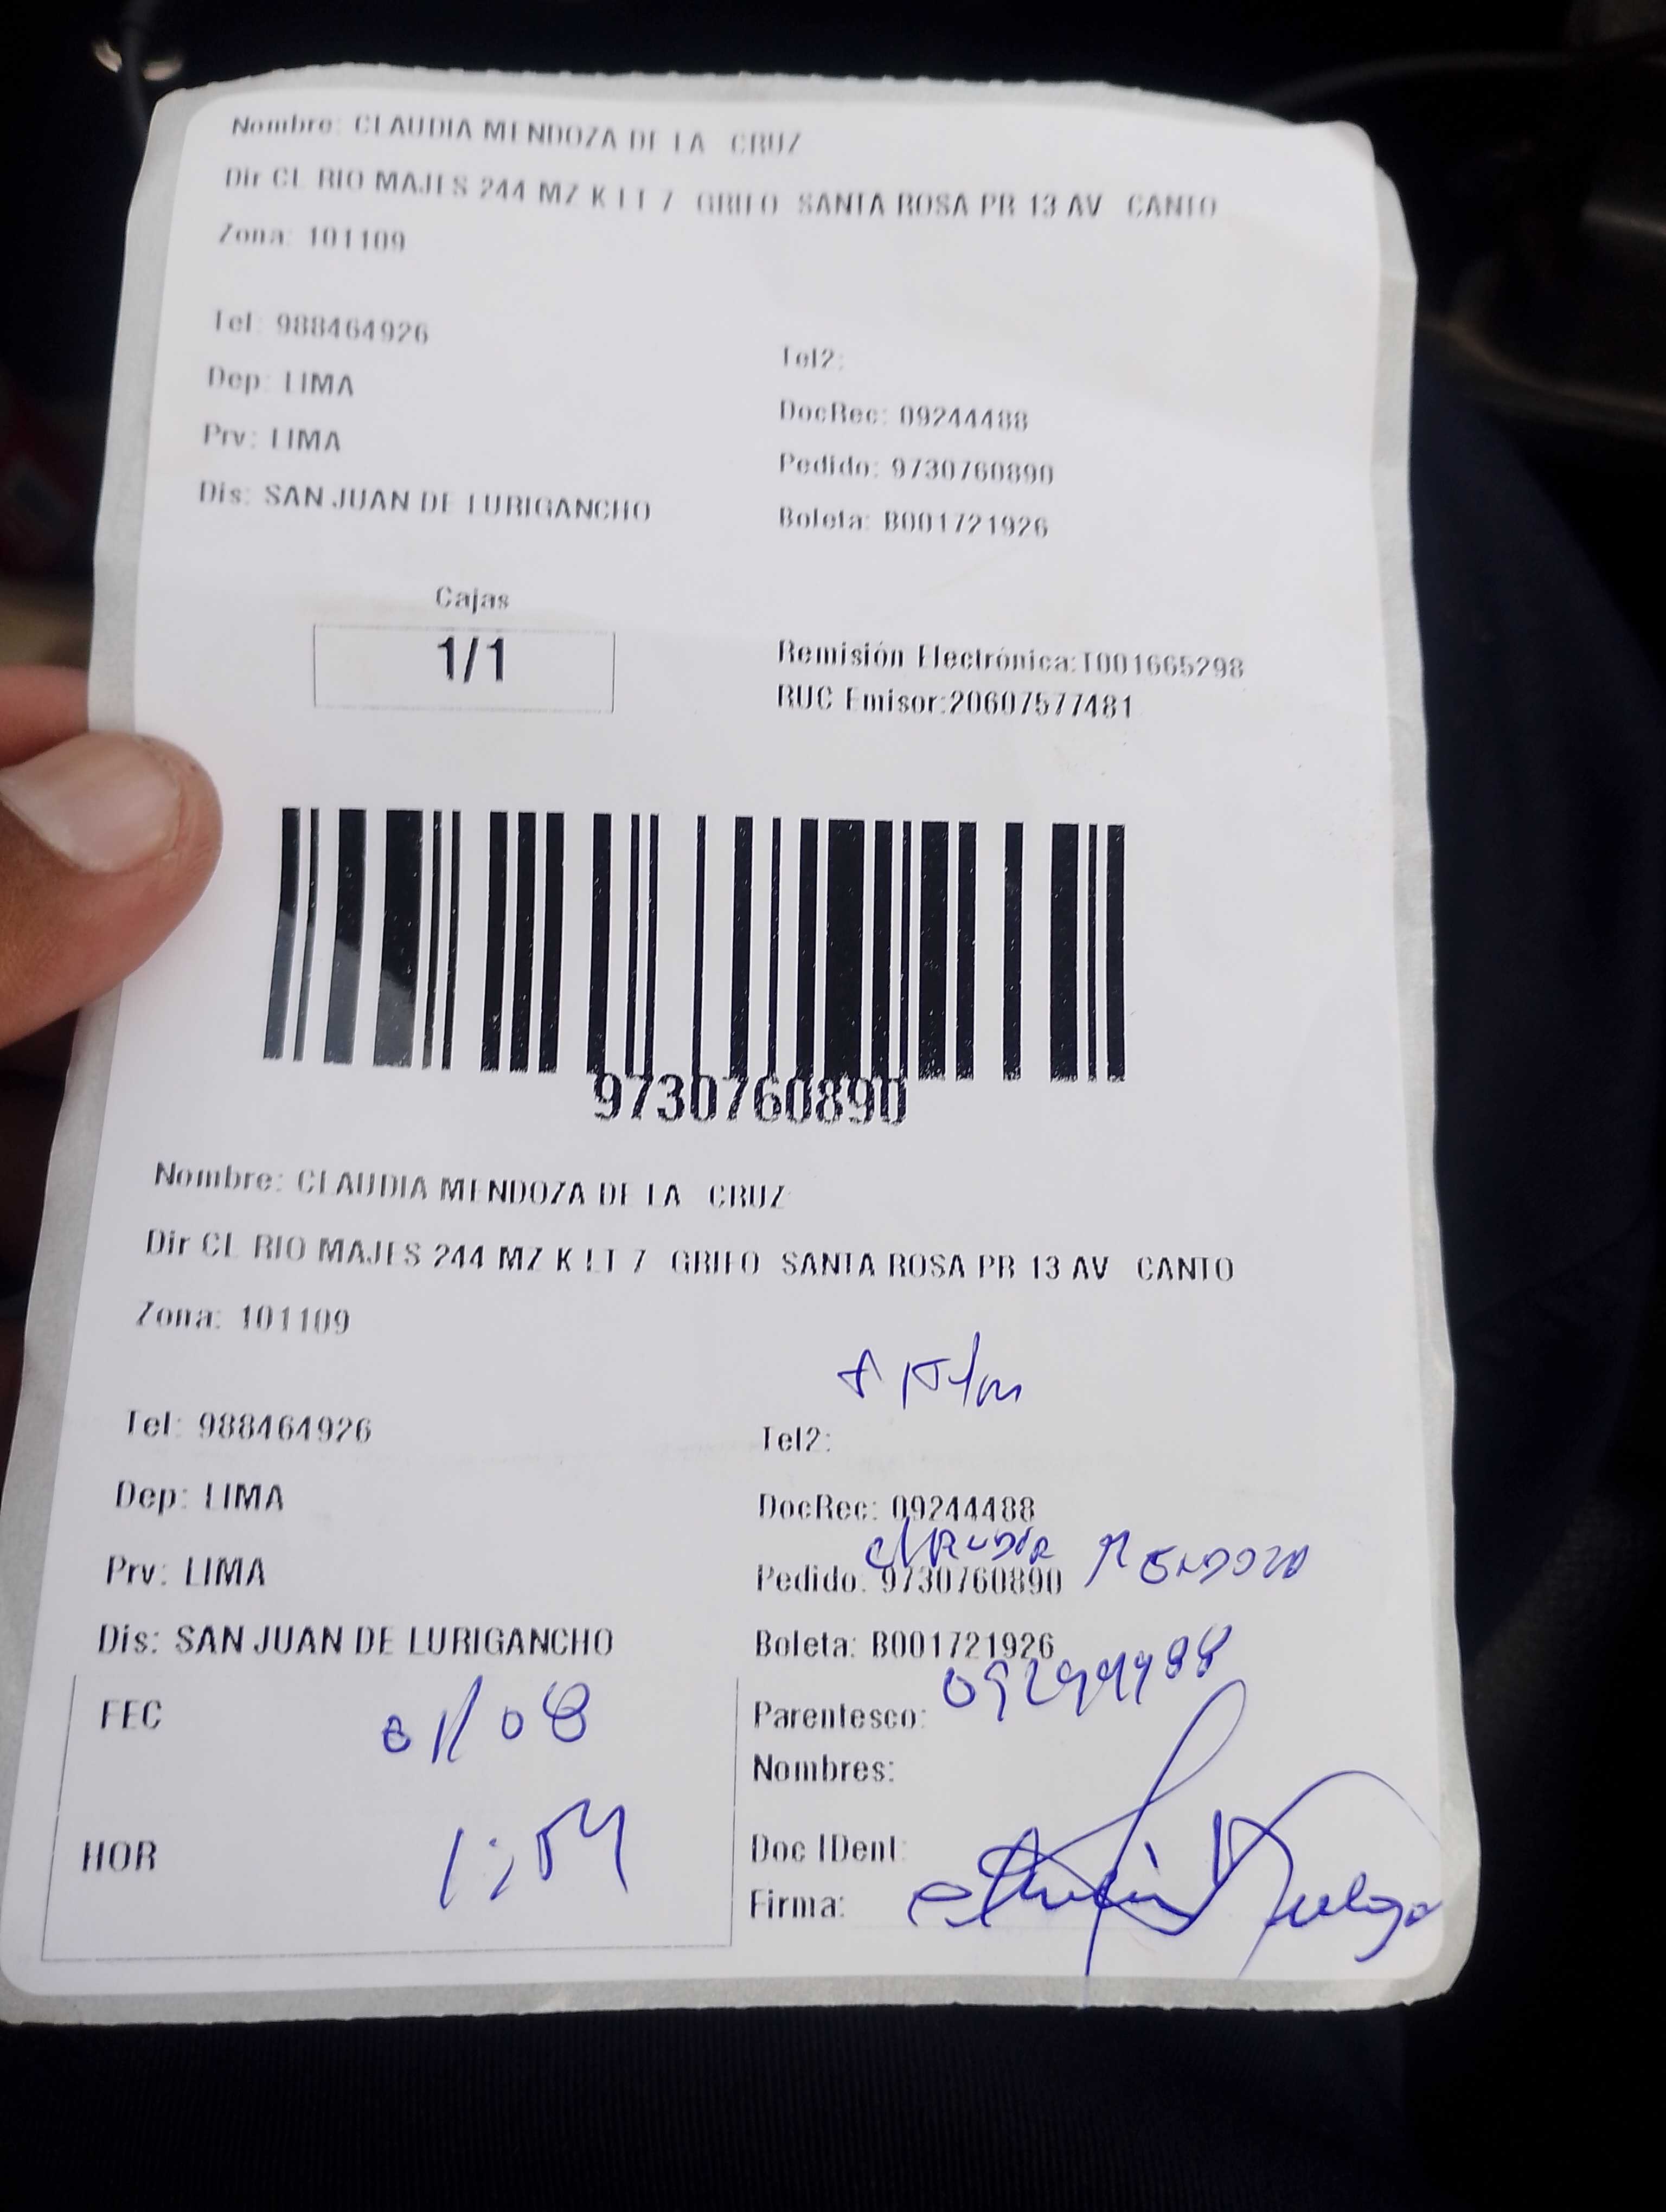 Nombre: CLAUDIA MENDOZA DE LA CRUZ
Dir CL RIO MAJES 244 MZ K LT 7 GRIFO SANTA ROSA PR 13 AV CANTO
Zona: 101109
Tel: 988464926
Tel2:
Dep: LIMA
DocRec: 09244488
Prv: LIMA
Pedido: 9730760890
Dis: SAN JUAN DE LURIGANCHO
Boleta: B001721926
Cajas
1/1
Remisión Electrónica:T001665298
RUC Emisor:20607577481
9730760890
Nombre: CLAUDIA MENDOZA DE LA CRUZ
Dir CL RIO MAJES 244 MZ K LT 7 GRIFO SANTA ROSA PR 13 AV CANTO
Zona: 101109
Tel: 988464926
Tel2:
Dep: LIMA
DocRec: 09244488
claudia MENDOZA
Prv: LIMA
Pedido: 9730760890
Dis: SAN JUAN DE LURIGANCHO
Boleta: B001721926
09244488
FEC 01/08
Parentesco:
Nombres:
HOR 1:54
Doc IDent:
Firma: